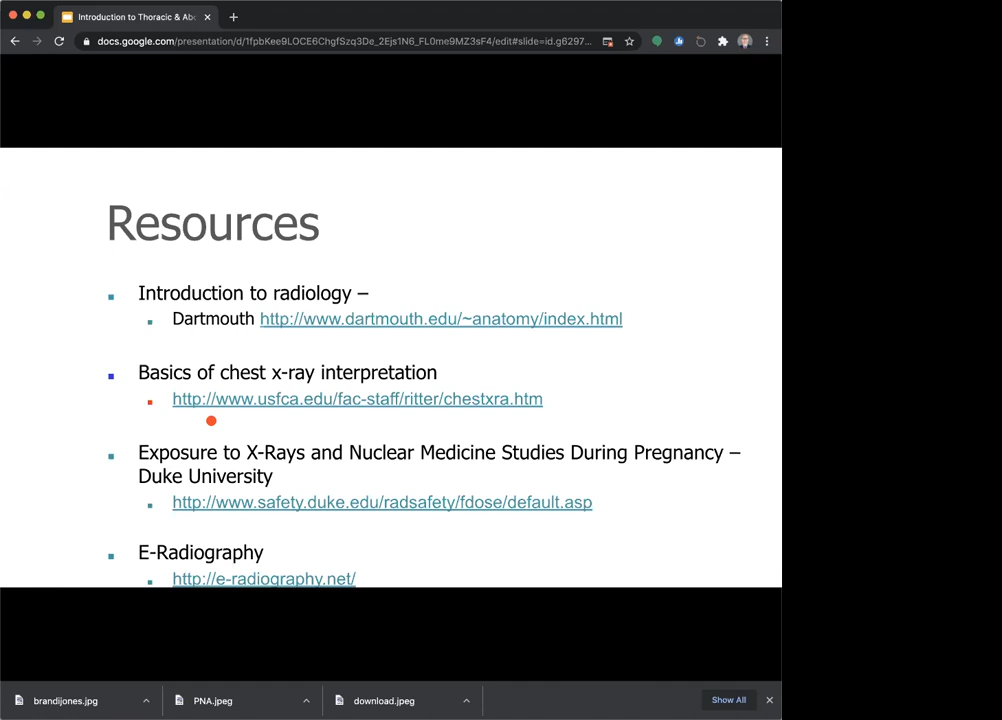 Introduction to Thoracic & Abd
docs.google.com/presentation/d/1fpbKee9LOCE6ChgfSzq3De_2Ejs1N6_FL0me9MZ3sF4/edit#slide=id.g6297...
Resources
Introduction to radiology –
Dartmouth http://www.dartmouth.edu/~anatomy/index.html
Basics of chest x-ray interpretation
http://www.usfca.edu/fac-staff/ritter/chestxra.htm
Exposure to X-Rays and Nuclear Medicine Studies During Pregnancy –
Duke University
http://www.safety.duke.edu/radsafety/fdose/default.asp
E-Radiography
http://e-radiography.net/
brandijones.jpg
PNA.jpeg
download.jpeg
Show All